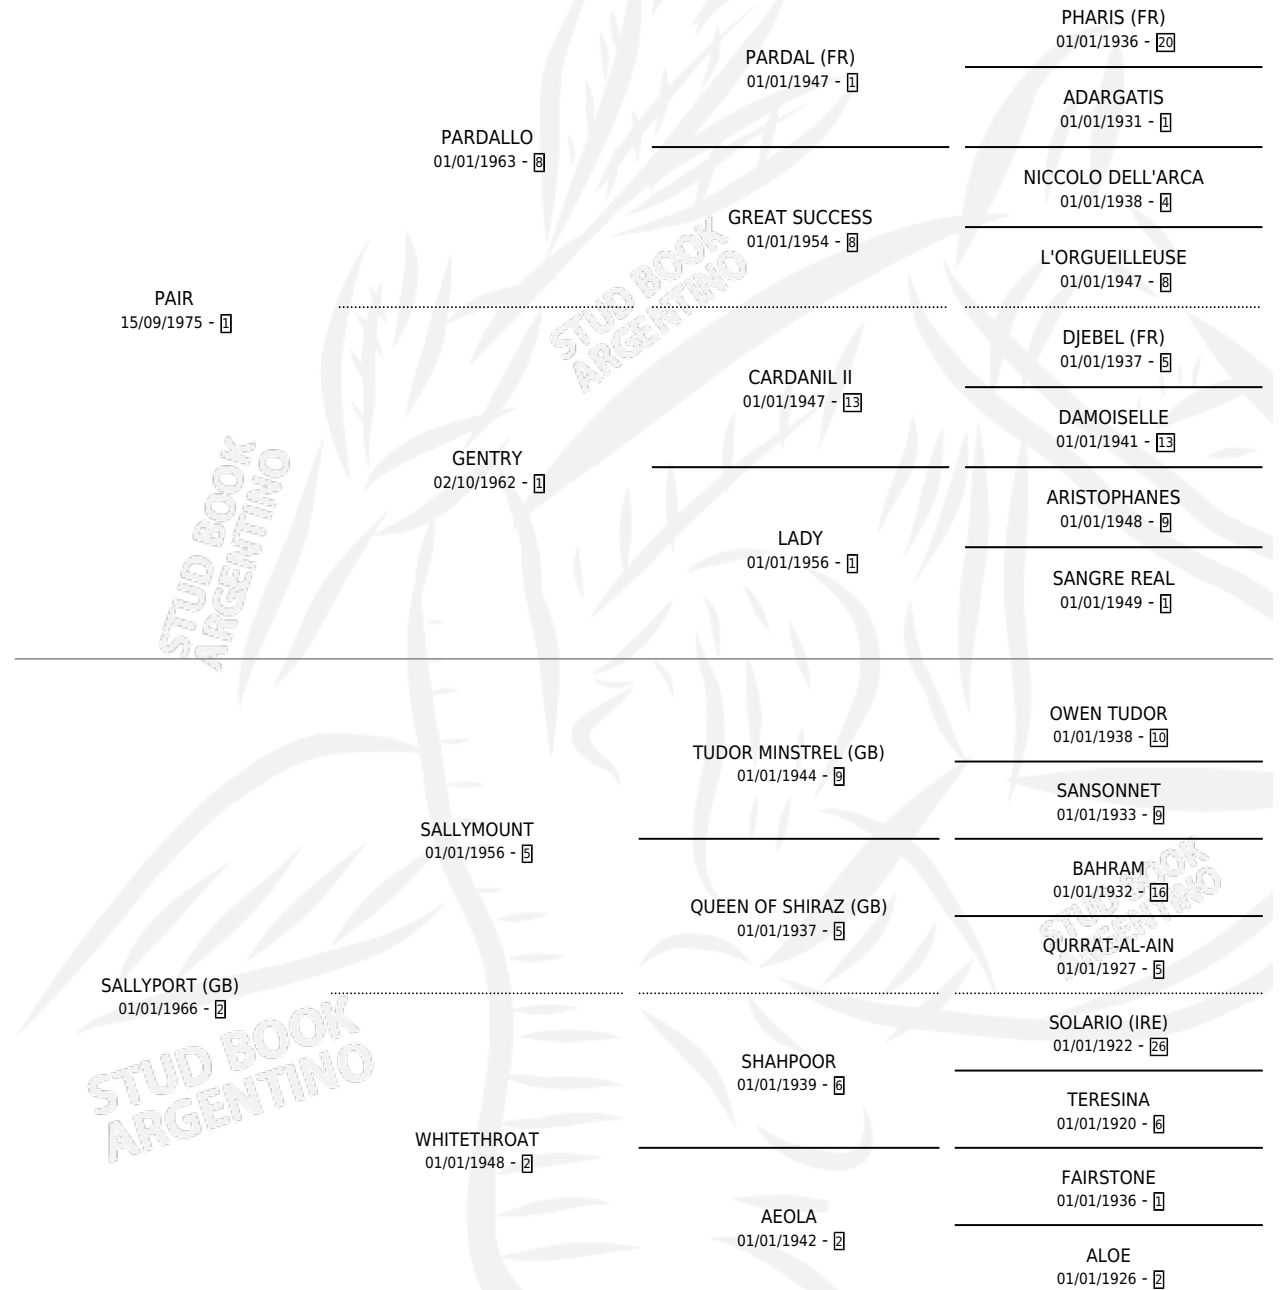 PHARIS (FR)
01/01/1936 - 20
PARDAL (FR)
01/01/1947 - 1
ADARGATIS
01/01/1931 - 1
PARDALLO
01/01/1963 - 8
NICCOLO DELL'ARCA
01/01/1938 - 4
GREAT SUCCESS
01/01/1954 - 8
L'ORGUEILLEUSE
01/01/1947 - 8
PAIR
15/09/1975 - 1
DJEBEL (FR)
01/01/1937 - 5
CARDANIL II
01/01/1947 - 13
DAMOISELLE
01/01/1941 - 13
GENTRY
02/10/1962 - 1
ARISTOPHANES
01/01/1948 - 9
LADY
01/01/1956 - 1
SANGRE REAL
01/01/1949 - 1
STUD BOOK
ARGENTINO
STUD BOOK
ARGENTINO
OWEN TUDOR
01/01/1938 - 10
TUDOR MINSTREL (GB)
01/01/1944 - 9
SANSONNET
01/01/1933 - 9
SALLYMOUNT
01/01/1956 - 5
BAHRAM
01/01/1932 - 16
QUEEN OF SHIRAZ (GB)
01/01/1937 - 5
QURRAT-AL-AIN
01/01/1927 - 5
SALLYPORT (GB)
01/01/1966 - 2
SOLARIO (IRE)
01/01/1922 - 26
SHAHPOOR
01/01/1939 - 6
TERESINA
01/01/1920 - 6
WHITETHROAT
01/01/1948 - 2
FAIRSTONE
01/01/1936 - 1
AEOLA
01/01/1942 - 2
ALOE
01/01/1926 - 2
STUD BOOK
ARGENTINO
STUD BOOK
ARGENTINO